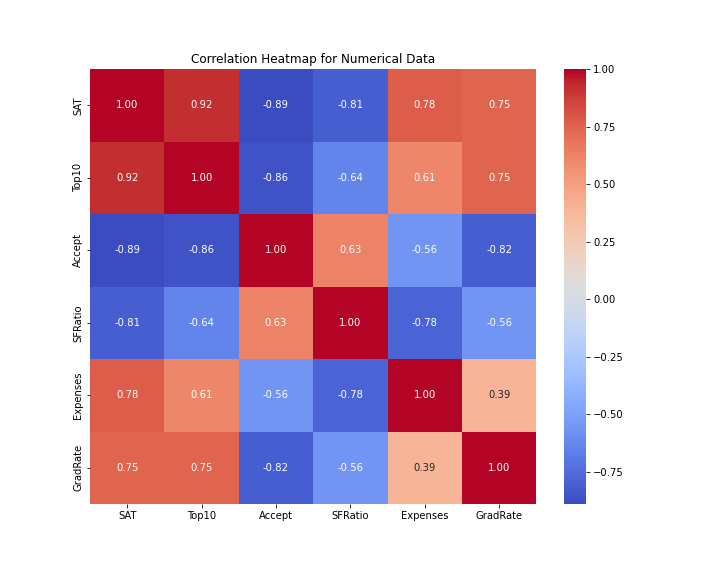 Correlation Heatmap for Numerical Data
SAT 1.00 0.92 -0.89 -0.81 0.78 0.75
Top10 0.92 1.00 -0.86 -0.64 0.61 0.75
Accept -0.89 -0.86 1.00 0.63 -0.56 -0.82
SFRatio -0.81 -0.64 0.63 1.00 -0.78 -0.56
Expenses 0.78 0.61 -0.56 -0.78 1.00 0.39
GradRate 0.75 0.75 -0.82 -0.56 0.39 1.00
SAT Top10 Accept SFRatio Expenses GradRate
1.00
0.75
0.50
0.25
0.00
−0.25
−0.50
−0.75